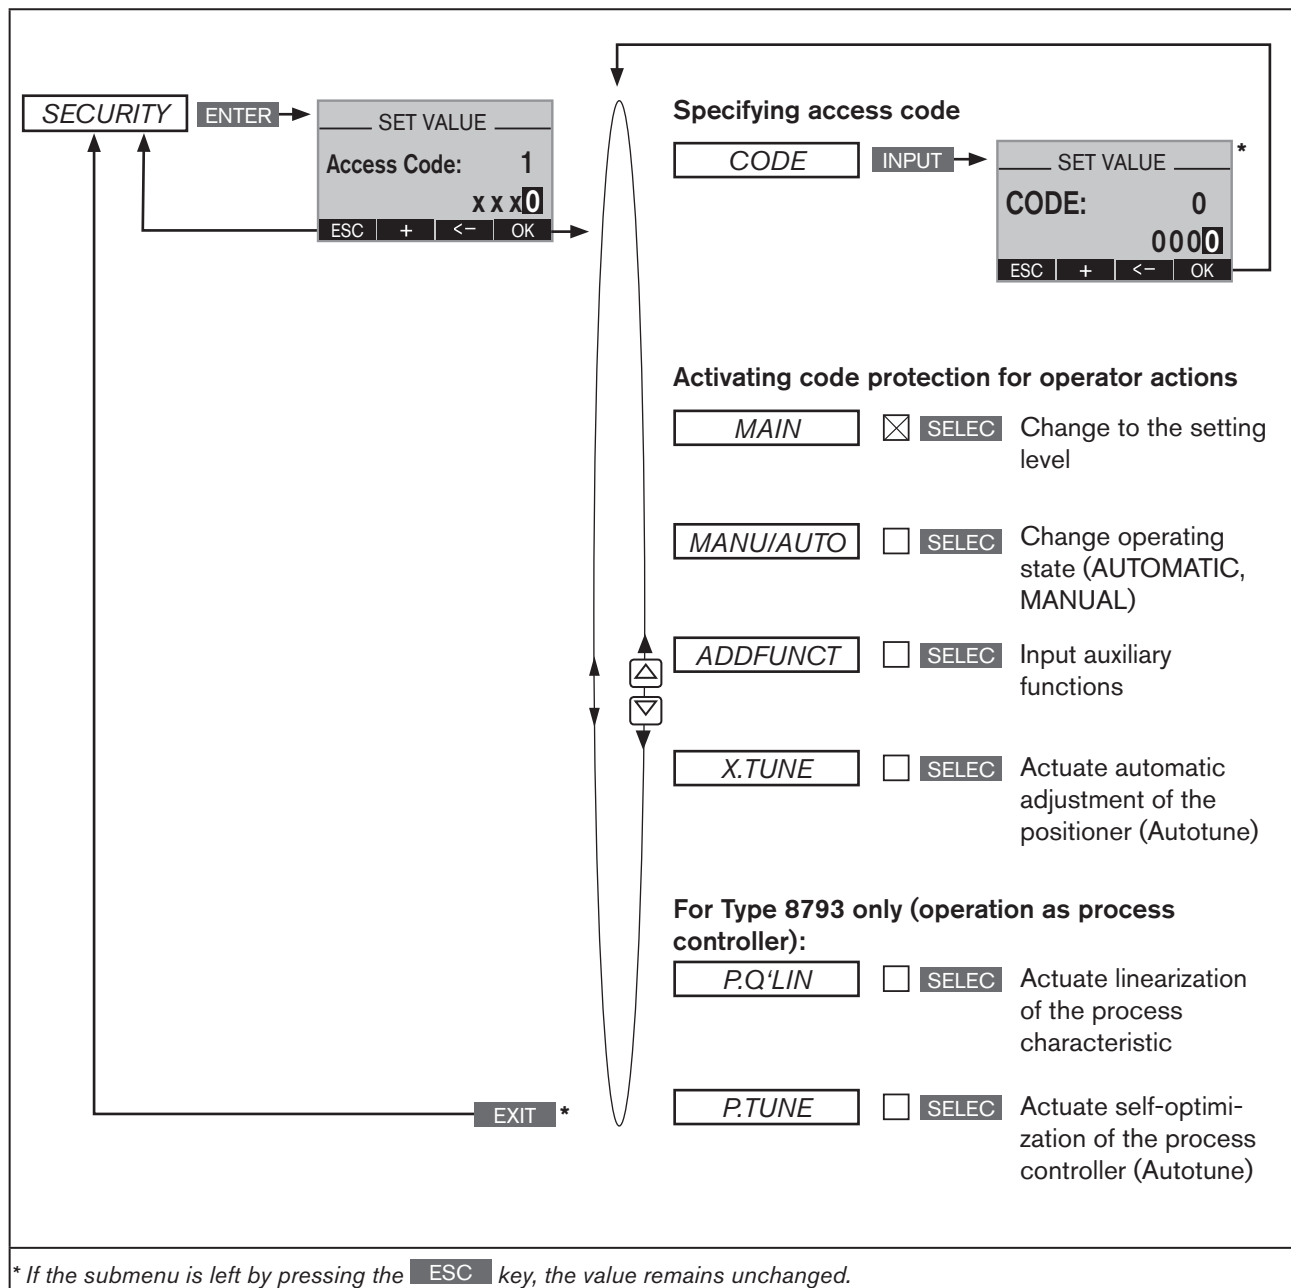 SECURITY ENTER
SET VALUE
Access Code: 1
x x x0
ESC + <– OK
Specifying access code
CODE INPUT
SET VALUE *
CODE: 0
0000
ESC + <– OK
Activating code protection for operator actions
MAIN SELEC Change to the setting
level
MANU/AUTO SELEC Change operating
state (AUTOMATIC,
MANUAL)
ADDFUNCT SELEC Input auxiliary
functions
X.TUNE SELEC Actuate automatic
adjustment of the
positioner (Autotune)
For Type 8793 only (operation as process
controller):
P.Q'LIN SELEC Actuate linearization
of the process
characteristic
EXIT *
P.TUNE SELEC Actuate self-optimi-
zation of the process
controller (Autotune)
* If the submenu is left by pressing the ESC key, the value remains unchanged.